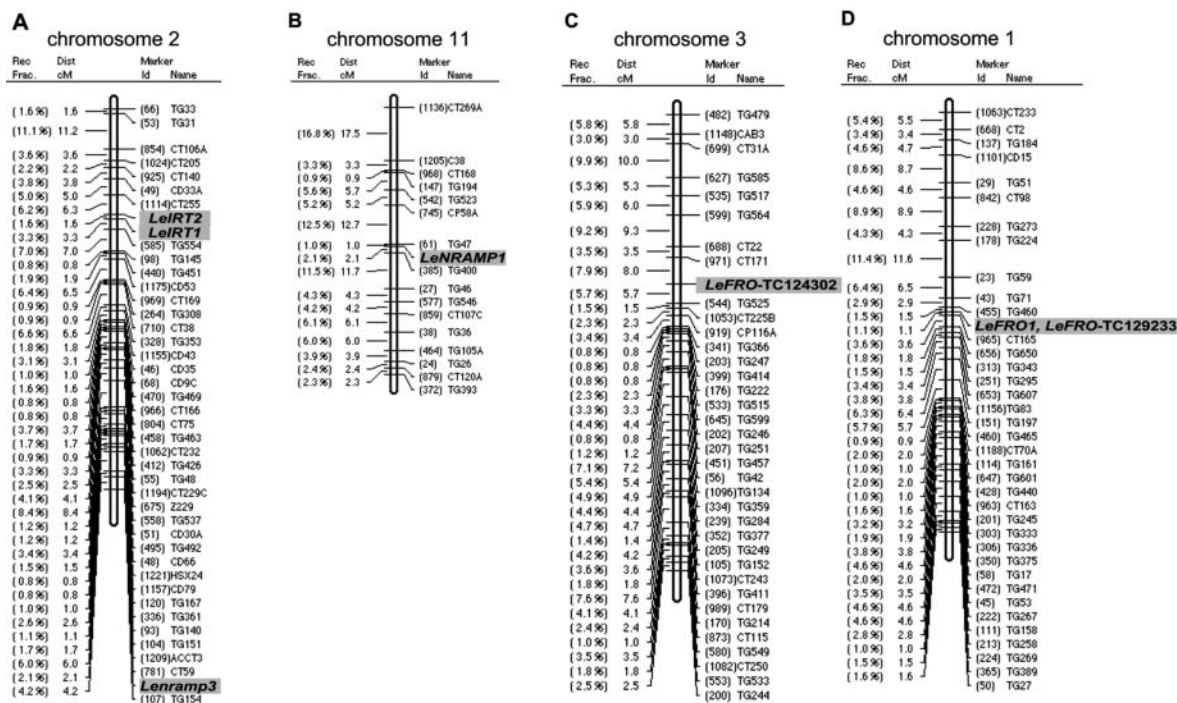 A
chromosome 2
Rec Dist Marker
Frac. cM Id Name
(1.6%) 1.6
(11.1%) 11.2
(3.6%) 3.6
(2.2%) 2.2
(3.8%) 3.8
(5.0%) 5.0
(6.2%) 6.3
(1.6%) 1.6
(3.3%) 3.3
(7.0%) 7.0
(0.8%) 0.8
(1.9%) 1.9
(6.4%) 6.5
(0.9%) 0.9
(0.9%) 0.9
(6.6%) 6.6
(1.8%) 1.8
(3.1%) 3.1
(1.0%) 1.0
(1.6%) 1.6
(0.8%) 0.8
(0.8%) 0.8
(3.7%) 3.7
(1.7%) 1.7
(0.9%) 0.9
(3.3%) 3.3
(2.5%) 2.5
(4.1%) 4.1
(8.4%) 8.4
(1.2%) 1.2
(1.2%) 1.2
(3.4%) 3.4
(1.5%) 1.5
(0.8%) 0.8
(0.8%) 0.8
(1.0%) 1.0
(2.6%) 2.6
(1.1%) 1.1
(1.7%) 1.7
(6.0%) 6.0
(2.1%) 2.1
(4.2%) 4.2
(66) TG33
(53) TG31
(854) CT106A
(1024)CT205
(925) CT140
(49) CD33A
(1114)CT255
LeIRT2
LeIRT1
(585) TG554
(98) TG145
(440) TG451
(1175)CD53
(969) CT169
(264) TG308
(710) CT38
(328) TG353
(1155)CD43
(46) CD35
(68) CD9C
(470) TG469
(966) CT166
(804) CT75
(458) TG463
(1062)CT232
(412) TG426
(55) TG48
(1194)CT229C
(675) Z229
(558) TG537
(51) CD30A
(495) TG492
(48) CD66
(1221)HSX24
(1157)CD79
(120) TG167
(336) TG361
(93) TG140
(104) TG151
(1209)ACCT3
(781) CT59
Lenramp3
(107) TG154
B
chromosome 11
Rec Dist Marker
Frac. cM Id Name
(16.8%) 17.5
(3.3%) 3.3
(0.9%) 0.9
(5.6%) 5.7
(5.2%) 5.2
(12.5%) 12.7
(1.0%) 1.0
(2.1%) 2.1
(11.5%) 11.7
(4.3%) 4.3
(4.2%) 4.2
(6.1%) 6.1
(6.0%) 6.0
(3.9%) 3.9
(2.4%) 2.4
(2.3%) 2.3
(1136)CT269A
(1205)C38
(968) CT168
(147) TG194
(542) TG523
(745) CP58A
(61) TG47
LeNRAMP1
(385) TG400
(27) TG46
(577) TG546
(859) CT107C
(38) TG36
(464) TG105A
(24) TG26
(879) CT120A
(372) TG393
C
chromosome 3
Rec Dist Marker
Frac. cM Id Name
(5.8%) 5.8
(3.0%) 3.0
(9.9%) 10.0
(5.3%) 5.3
(5.9%) 6.0
(9.2%) 9.3
(3.5%) 3.5
(7.9%) 8.0
(5.7%) 5.7
(1.5%) 1.5
(2.3%) 2.3
(3.4%) 3.4
(0.8%) 0.8
(0.8%) 0.8
(0.8%) 0.8
(2.3%) 2.3
(3.3%) 3.3
(4.4%) 4.4
(0.8%) 0.8
(1.2%) 1.2
(7.1%) 7.2
(5.4%) 5.4
(4.9%) 4.9
(4.4%) 4.4
(4.7%) 4.7
(1.4%) 1.4
(4.2%) 4.2
(3.6%) 3.6
(1.8%) 1.8
(7.6%) 7.6
(4.1%) 4.1
(2.4%) 2.4
(1.0%) 1.0
(3.5%) 3.5
(1.8%) 1.8
(2.5%) 2.5
(482) TG479
(1148)CAB3
(699) CT31A
(627) TG585
(535) TG517
(599) TG564
(688) CT22
(971) CT171
LeFRO-TC124302
(544) TG525
(1053)CT225B
(919) CP116A
(341) TG366
(203) TG247
(399) TG414
(176) TG222
(533) TG515
(645) TG599
(202) TG246
(207) TG251
(451) TG457
(56) TG42
(1096)TG134
(334) TG359
(239) TG284
(352) TG377
(205) TG249
(105) TG152
(1073)CT243
(396) TG411
(989) CT179
(170) TG214
(873) CT115
(580) TG549
(1082)CT250
(553) TG533
(200) TG244
D
chromosome 1
Rec Dist Marker
Frac. cM Id Name
(5.4%) 5.5
(3.4%) 3.4
(4.6%) 4.7
(8.6%) 8.7
(4.6%) 4.6
(8.9%) 8.9
(4.3%) 4.3
(11.4%) 11.6
(6.4%) 6.5
(2.9%) 2.9
(1.5%) 1.5
(1.1%) 1.1
(3.6%) 3.6
(1.8%) 1.8
(1.5%) 1.5
(3.4%) 3.4
(3.8%) 3.8
(6.3%) 6.4
(5.7%) 5.7
(0.9%) 0.9
(2.0%) 2.0
(1.0%) 1.0
(2.0%) 2.0
(1.0%) 1.0
(1.6%) 1.6
(3.2%) 3.2
(1.9%) 1.9
(3.8%) 3.8
(4.6%) 4.6
(2.0%) 2.0
(3.5%) 3.5
(4.6%) 4.6
(4.6%) 4.6
(2.8%) 2.8
(1.0%) 1.0
(1.5%) 1.5
(1.6%) 1.6
(1063)CT233
(668) CT2
(137) TG184
(1101)CD15
(29) TG51
(842) CT98
(228) TG273
(178) TG224
(23) TG59
(43) TG71
(455) TG460
LeFRO1, LeFRO-TC129233
(965) CT165
(656) TG650
(313) TG343
(251) TG295
(653) TG607
(1156)TG83
(151) TG197
(460) TG465
(1188)CT70A
(114) TG161
(647) TG601
(428) TG440
(963) CT163
(201) TG245
(303) TG333
(306) TG336
(350) TG375
(58) TG17
(472) TG471
(45) TG53
(222) TG267
(111) TG158
(213) TG258
(224) TG269
(365) TG389
(50) TG27